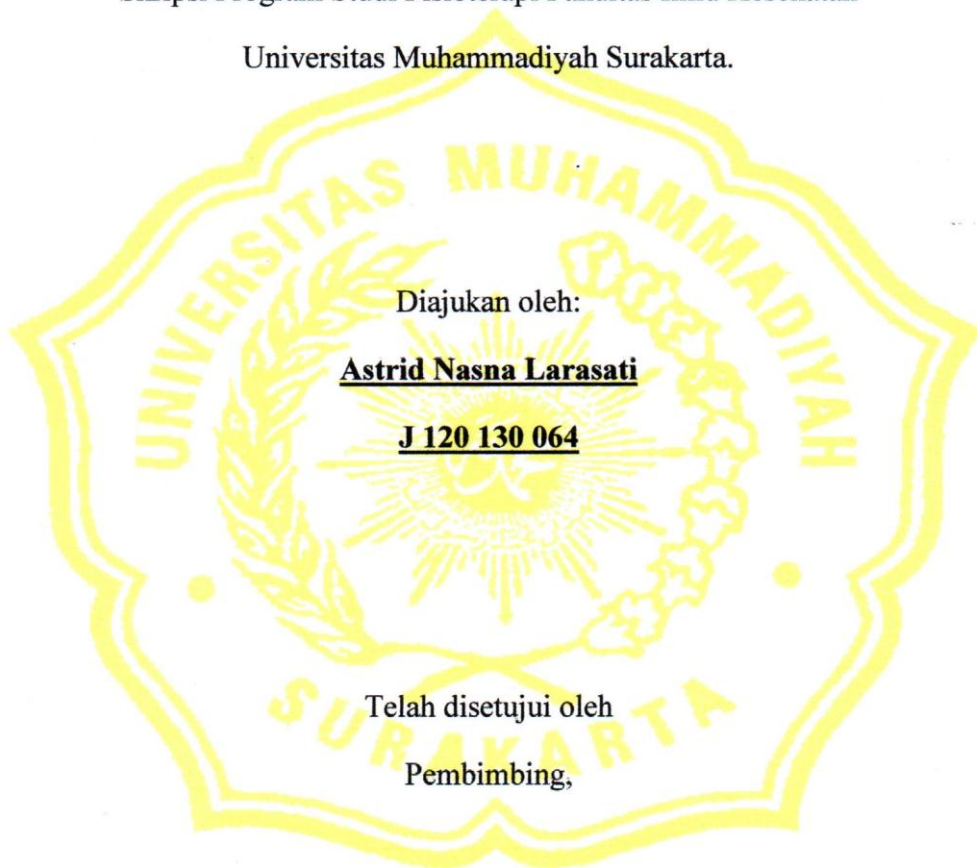 Universitas Muhammadiyah Surakarta.
UNIVERSITAS MUHAMMADIYAH
Diajukan oleh:
Astrid Nasna Larasati
J 120 130 064
Telah disetujui oleh
SURAKARTA
Pembimbing,